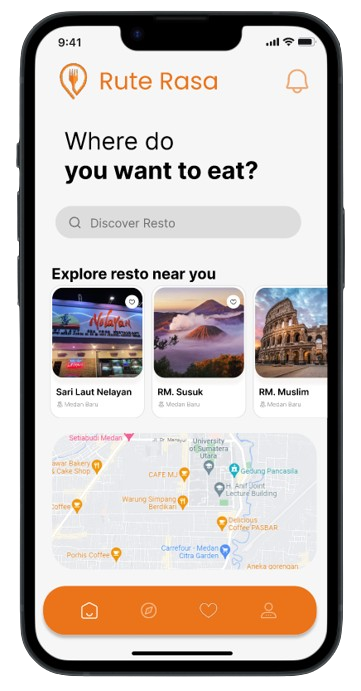 9:41
Rute Rasa
Where do
you want to eat?
Discover Resto
Explore resto near you
Nelayan
Sari Laut Nelayan
Medan Baru
RM. Susuk
Medan Baru
RM. Muslim
Medan Baru
Setiabudi Medan
University
of Sumatera
Utara
awar Bakery
& Cake Shop
CAFE MJ
Gedung Pancasila
H. Anif Joint
Lecture Building
Coffee
Warung Simpang
Berdikari
Delicious
Coffee PASBAR
Porhis Coffee
Carrefour - Medan
Citra Garden
Aneka gorengan